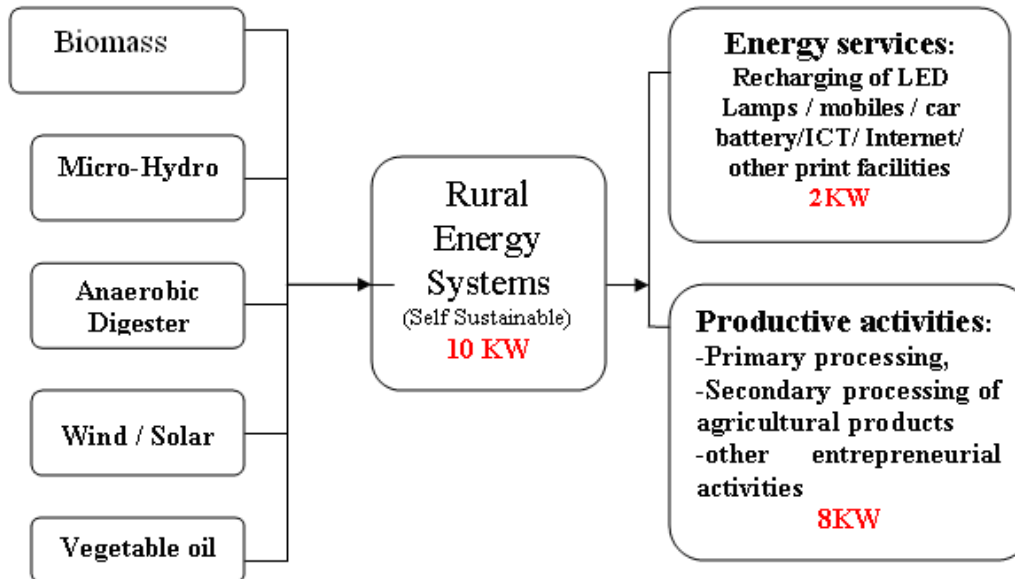 Biomass
Micro-Hydro
Anaerobic
Digester
Wind / Solar
Vegetable oil
Rural
Energy
Systems
(Self Sustainable)
10 KW
Energy services:
Recharging of LED
Lamps / mobiles / car
battery/ICT/ Internet/
other print facilities
2KW
Productive activities:
-Primary processing,
-Secondary processing of
agricultural products
-other entrepreneurial
activities
8KW